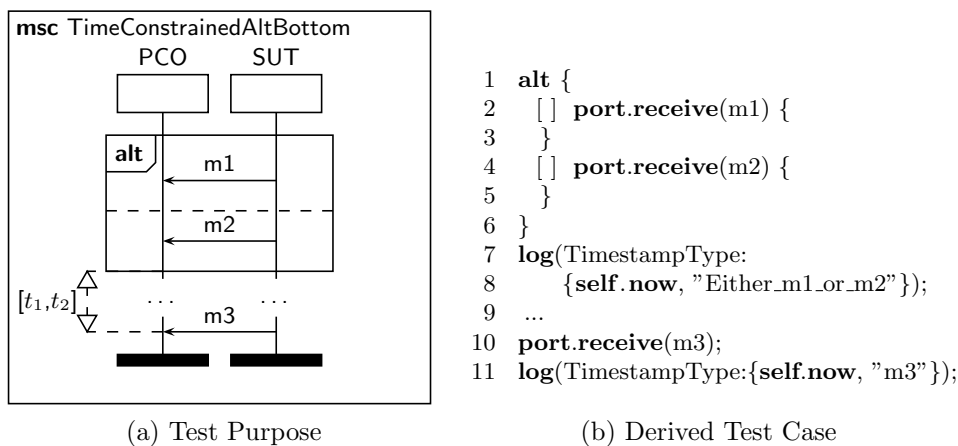 msc TimeConstrainedAltBottom
PCO SUT
alt
m1
m2
[t₁,t₂]
... ...
m3
(a) Test Purpose
1 alt {
2 [ ] port.receive(m1) {
3 }
4 [ ] port.receive(m2) {
5 }
6 }
7 log(TimestampType:
8 {self.now, ”Either_m1_or_m2”});
9 ...
10 port.receive(m3);
11 log(TimestampType:{self.now, ”m3”});
(b) Derived Test Case